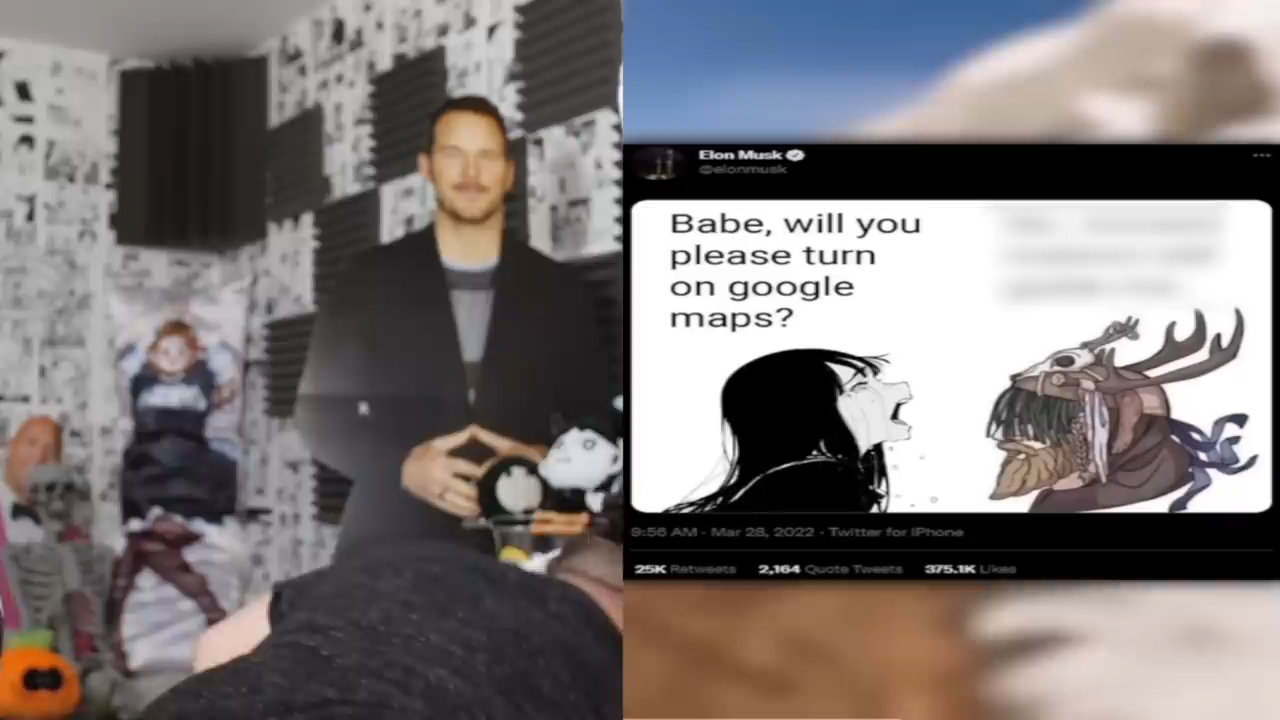 Elon Musk
@elonmusk
Babe, will you
please turn
on google
maps?
9:56 AM · Mar 28, 2022 · Twitter for iPhone
25K Retweets 2,164 Quote Tweets 375.1K Likes